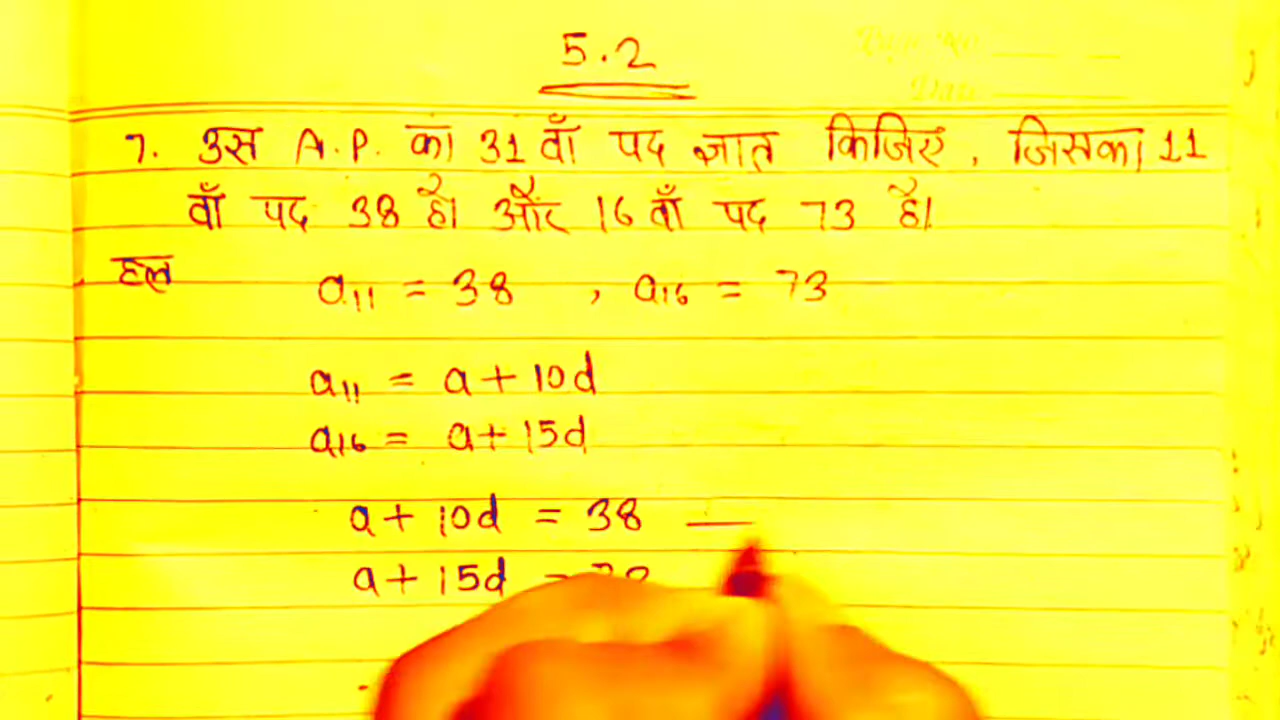 5.2
7. उस A.P. का 31 वाँ पद ज्ञात किजिए, जिसका 11
वाँ पद 38 है। और 16 वाँ पद 73 है।
हल
a₁₁ = 38 , a₁₆ = 73
a₁₁ = a + 10d
a₁₆ = a + 15d
a + 10d = 38 —
a + 15d =